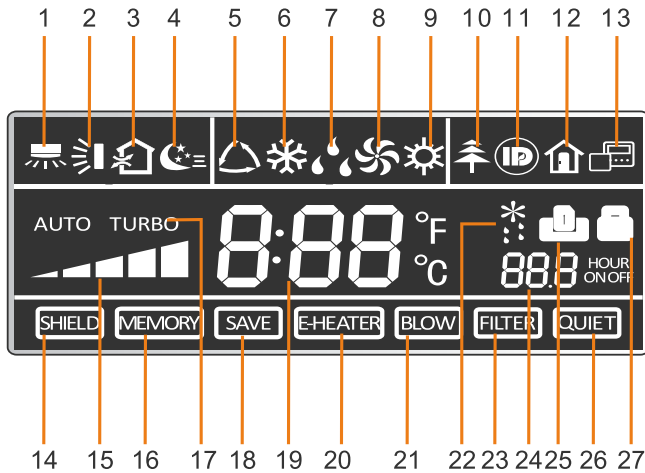 1 2 3 4 5 6 7 8 9 10 11 12 13
ID
AUTO TURBO
8:88 °F
°C
88.8 HOUR
ON OFF
SHIELD MEMORY SAVE E-HEATER BLOW FILTER QUIET
14 15 16 17 18 19 20 21 22 23 24 25 26 27